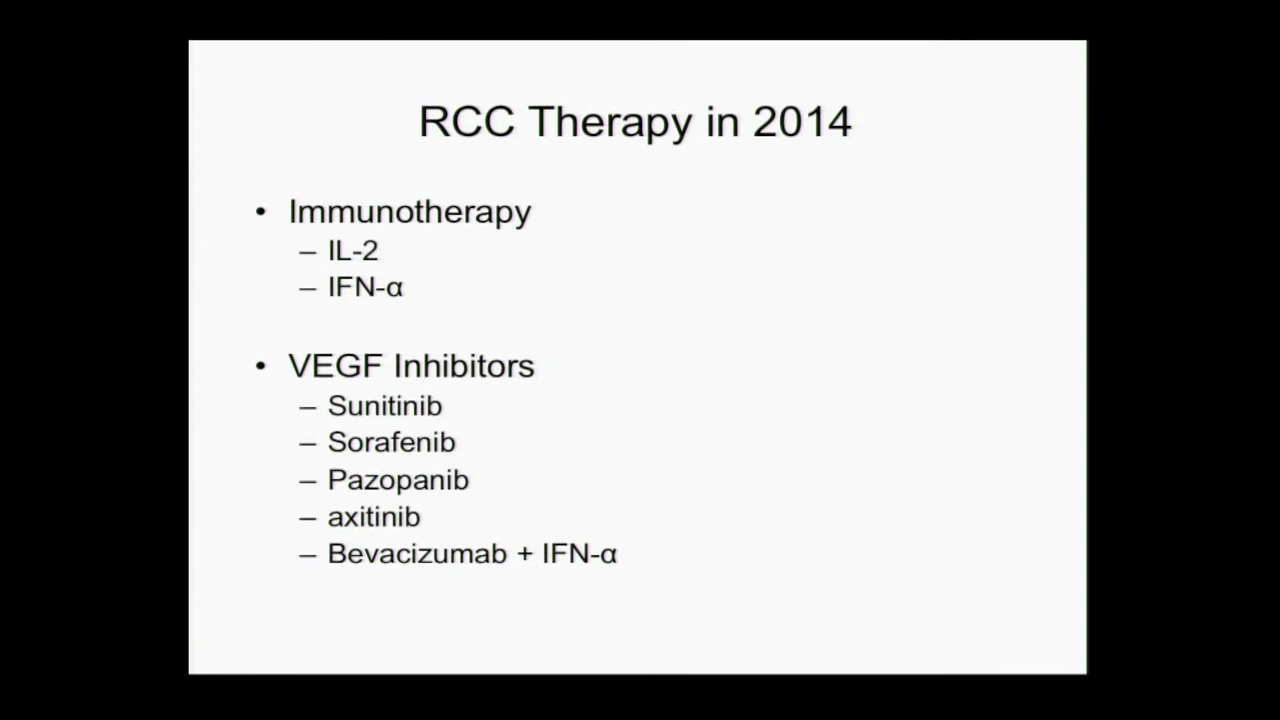 RCC Therapy in 2014
• Immunotherapy
– IL-2
– IFN-α
• VEGF Inhibitors
– Sunitinib
– Sorafenib
– Pazopanib
– axitinib
– Bevacizumab + IFN-α